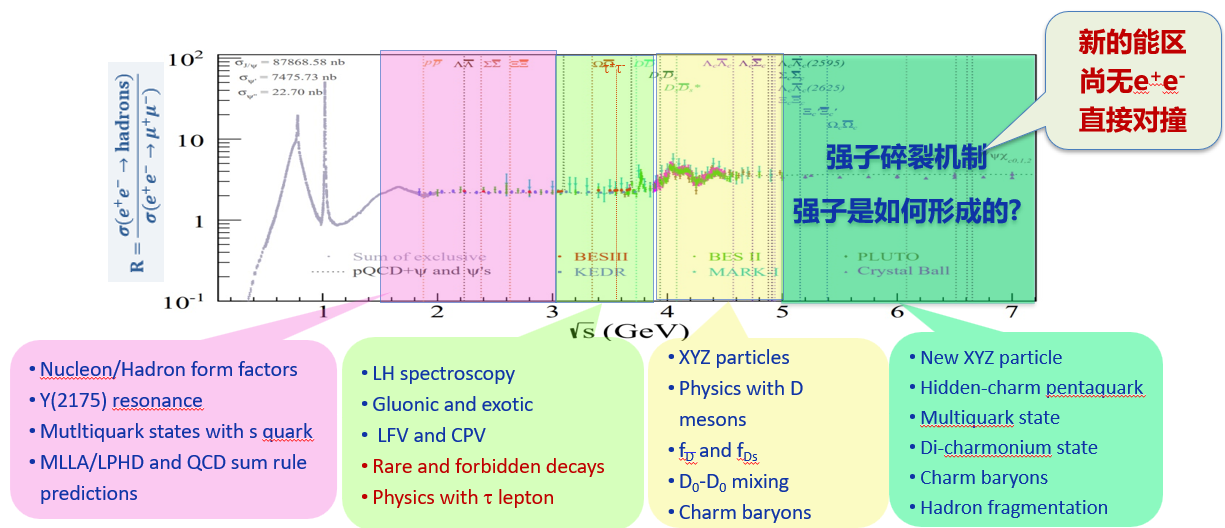 新的能区
尚无e⁺e⁻
直接对撞
R = σ(e⁺e⁻ → hadrons) / σ(e⁺e⁻ → μ⁺μ⁻)
10²
10
1
10⁻¹
σ_J/ψ = 87868.58 nb
σ_ψ' = 7475.73 nb
σ_ψ'' = 22.70 nb
ΛΛ̅
ΣΣ̅
ΞΞ̅
τ⁺τ⁻
强子碎裂机制
强子是如何形成的?
Sum of exclusive
pQCD+ψ and ψ's
BESIII
KEDR
BES II
MARK I
PLUTO
Crystal Ball
1 2 3 4 5 6 7
√s (GeV)
• Nucleon/Hadron form factors
• Y(2175) resonance
• Mutltiquark states with s quark
• MLLA/LPHD and QCD sum rule
predictions
• LH spectroscopy
• Gluonic and exotic
• LFV and CPV
• Rare and forbidden decays
• Physics with τ lepton
• XYZ particles
• Physics with D
mesons
• f_D and f_Ds
• D₀-D₀ mixing
• Charm baryons
• New XYZ particle
• Hidden-charm pentaquark
• Multiquark state
• Di-charmonium state
• Charm baryons
• Hadron fragmentation